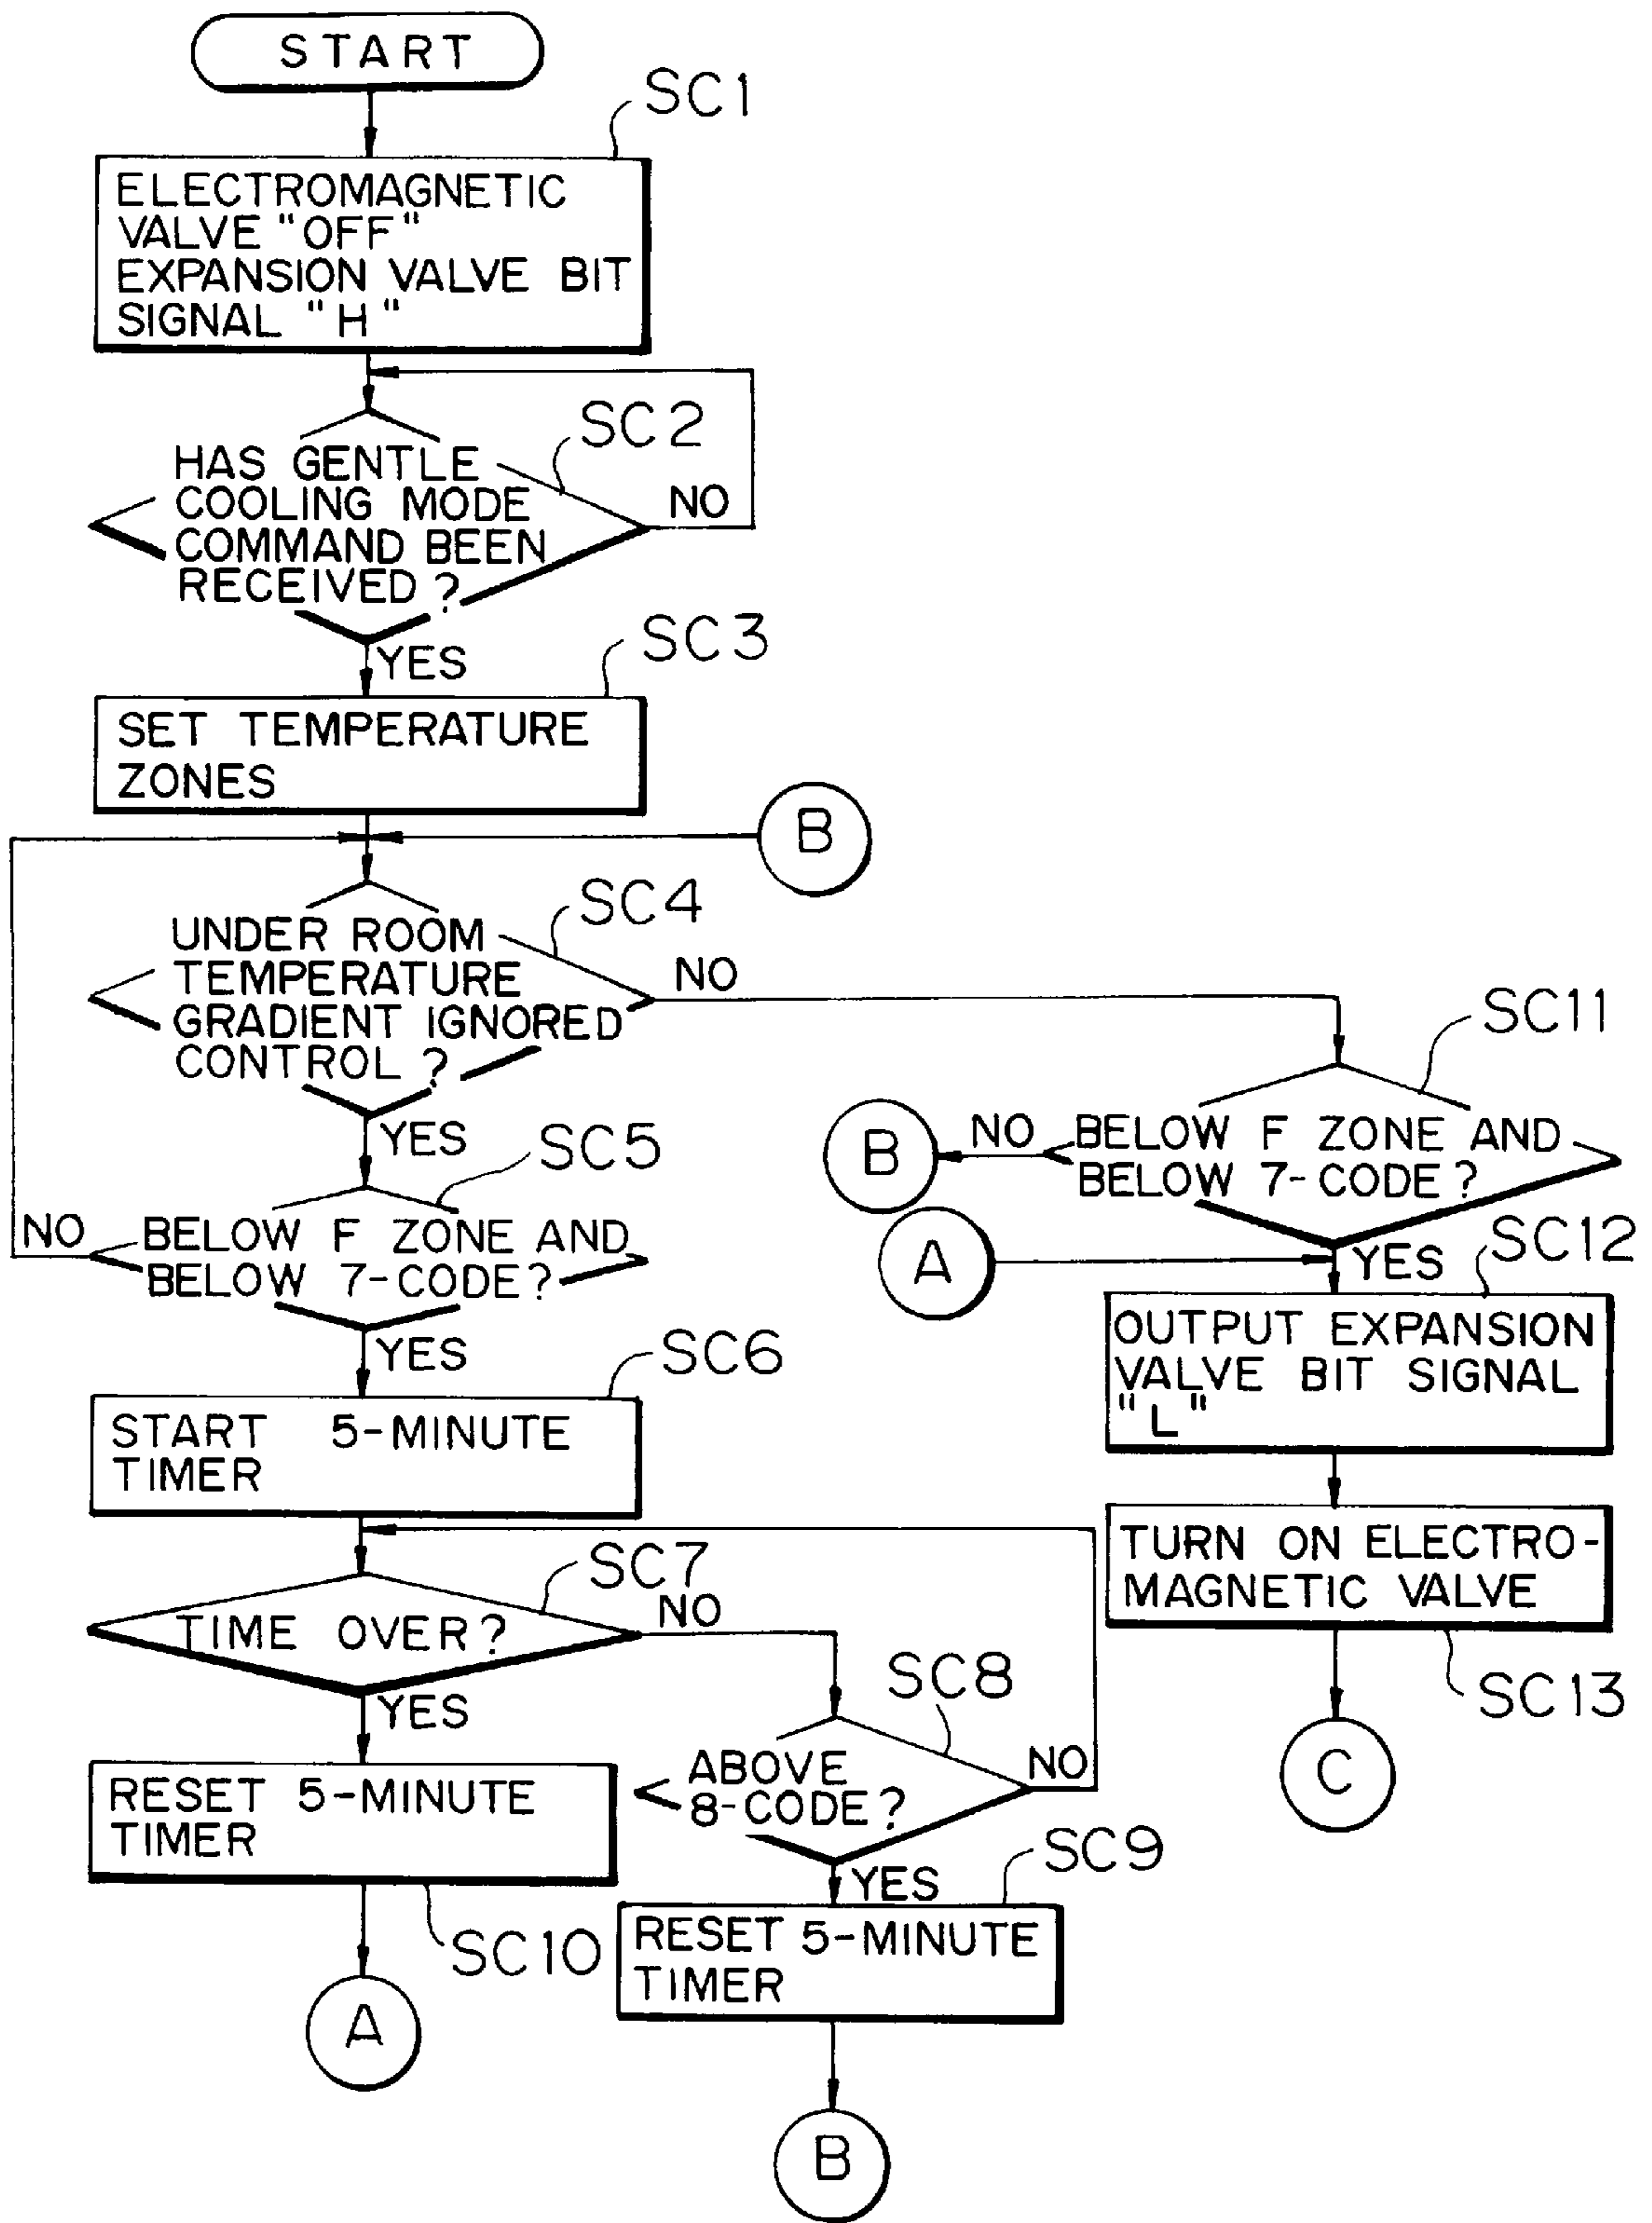 START
SC1
ELECTROMAGNETIC
VALVE "OFF"
EXPANSION VALVE BIT
SIGNAL "H"
SC2
HAS GENTLE
COOLING MODE
COMMAND BEEN
RECEIVED?
NO
YES
SC3
SET TEMPERATURE
ZONES
B
SC4
UNDER ROOM
TEMPERATURE
GRADIENT IGNORED
CONTROL?
NO
YES
SC5
BELOW F ZONE AND
BELOW 7-CODE?
NO
YES
SC6
START 5-MINUTE
TIMER
SC7
TIME OVER?
NO
YES
SC8
ABOVE
8-CODE?
NO
YES
SC9
RESET 5-MINUTE
TIMER
B
RESET 5-MINUTE
TIMER
SC10
A
SC11
BELOW F ZONE AND
BELOW 7-CODE?
NO
B
A
YES
SC12
OUTPUT EXPANSION
VALVE BIT SIGNAL
"L"
TURN ON ELECTRO-
MAGNETIC VALVE
SC13
C